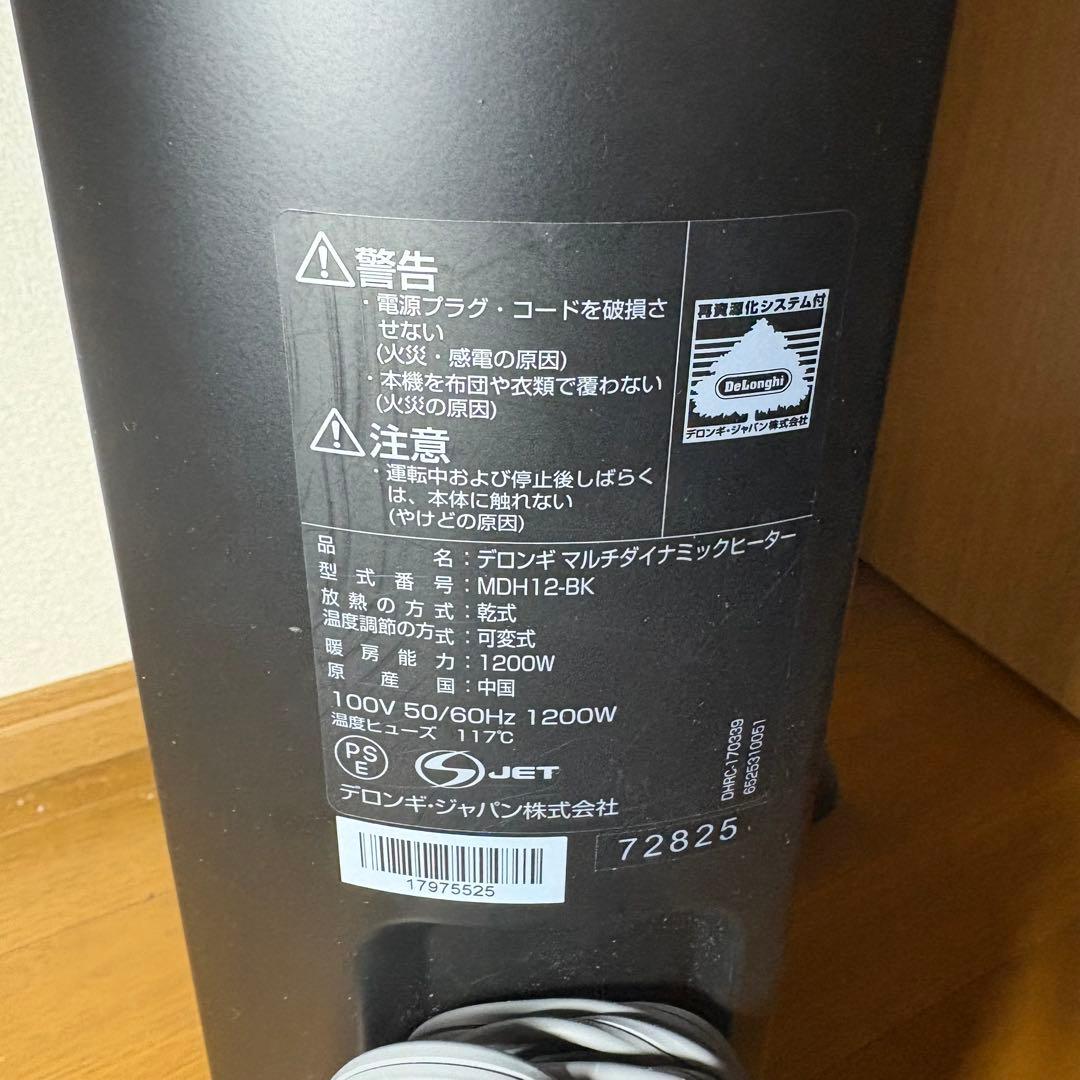 警告
・電源プラグ・コードを破損さ
せない
(火災・感電の原因)
・本機を布団や衣類で覆わない
(火災の原因)
注意
・運転中および停止後しばらく
は、本体に触れない
(やけどの原因)
再資源化システム付
DeLonghi
デロンギ・ジャパン株式会社
品名：デロンギ マルチダイナミックヒーター
型式番号：MDH12-BK
放熱の方式：乾式
温度調節の方式：可変式
暖房能力：1200W
原産国：中国
100V 50/60Hz 1200W
温度ヒューズ 117℃
PS
E
JET
デロンギ・ジャパン株式会社
DHRC-170339
6525310051
17975525
72825